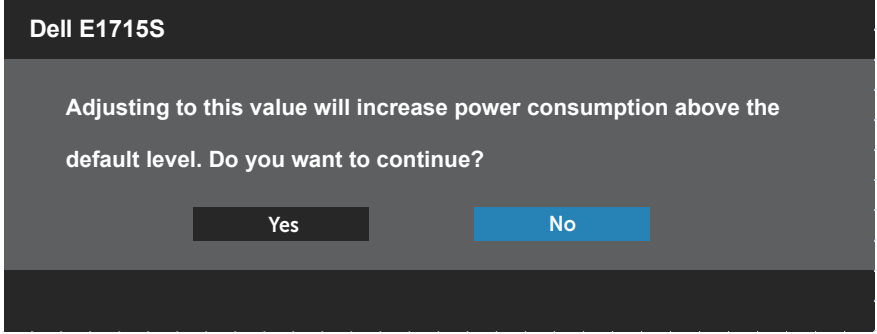 Dell E1715S
Adjusting to this value will increase power consumption above the
default level. Do you want to continue?
Yes No